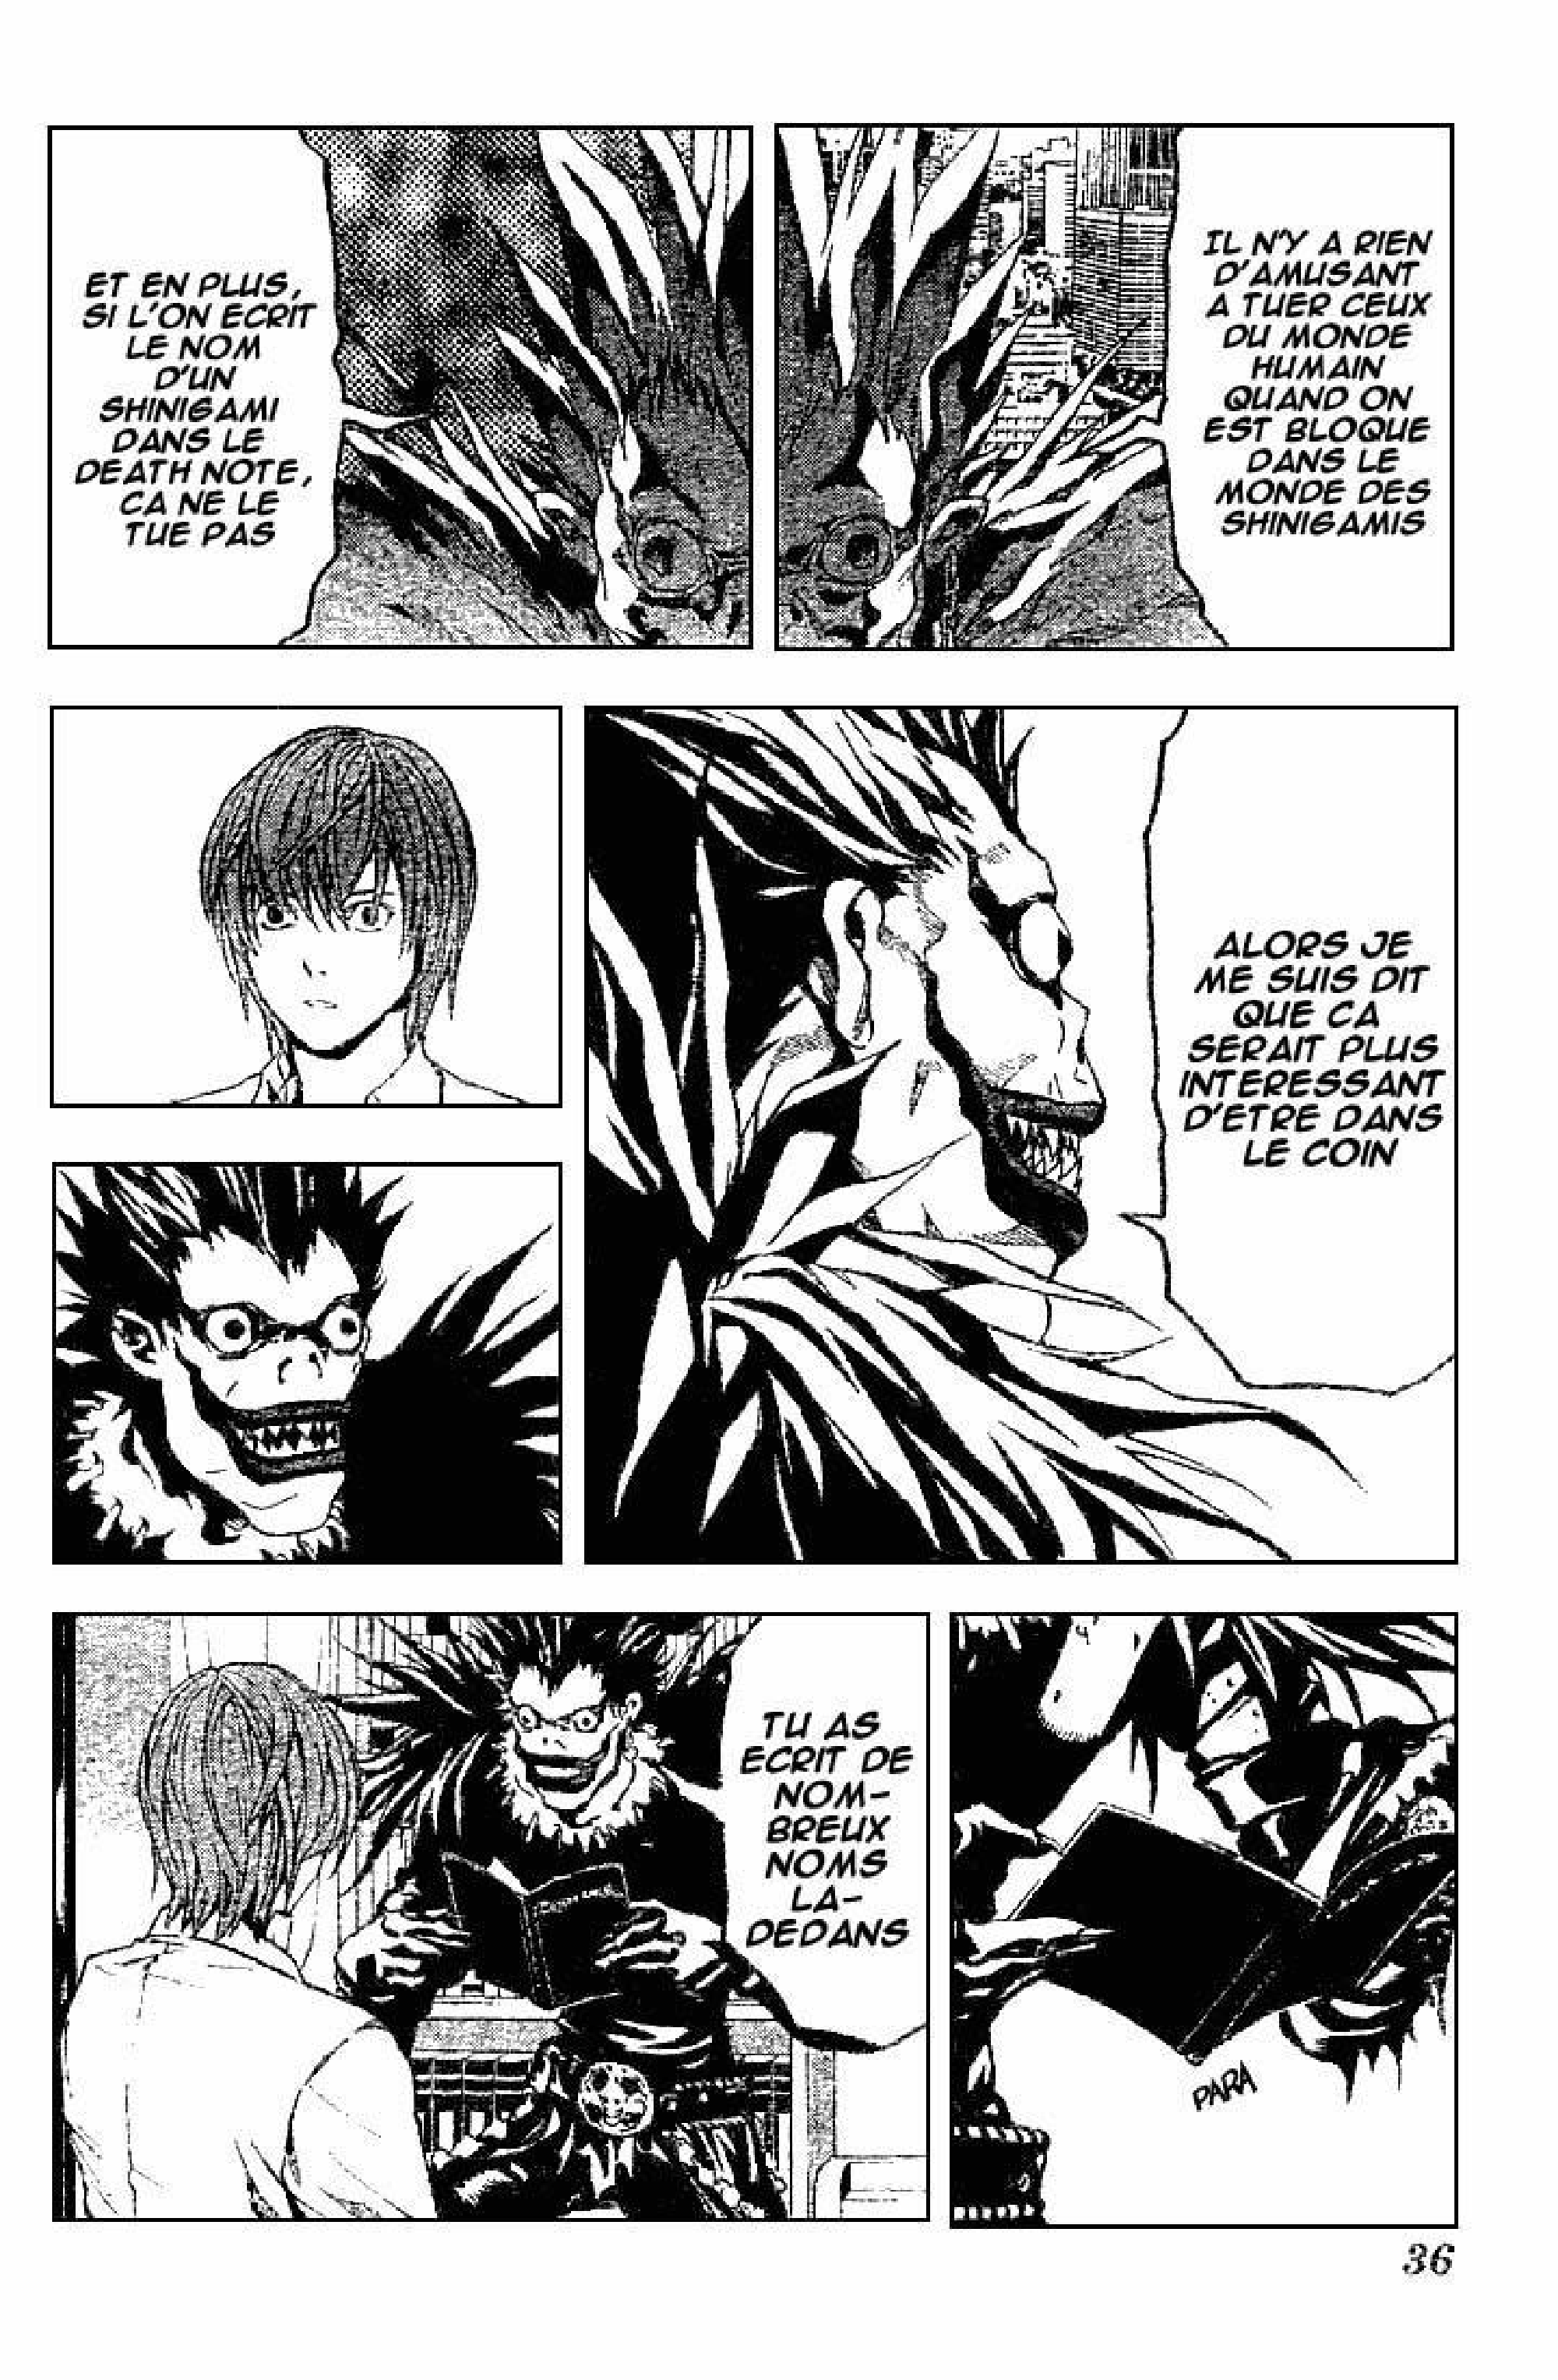 IL N'Y A RIEN
D'AMUSANT
A TUER CEUX
DU MONDE
HUMAIN
QUAND ON
EST BLOQUE
DANS LE
MONDE DES
SHINIGAMIS
ET EN PLUS,
SI L'ON ECRIT
LE NOM
D'UN
SHINIGAMI
DANS LE
DEATH NOTE,
CA NE LE
TUE PAS
ALORS JE
ME SUIS DIT
QUE CA
SERAIT PLUS
INTERESSANT
D'ETRE DANS
LE COIN
PARA
TU AS
ECRIT DE
NOM-
BREUX
NOMS
LA-
DEDANS
36